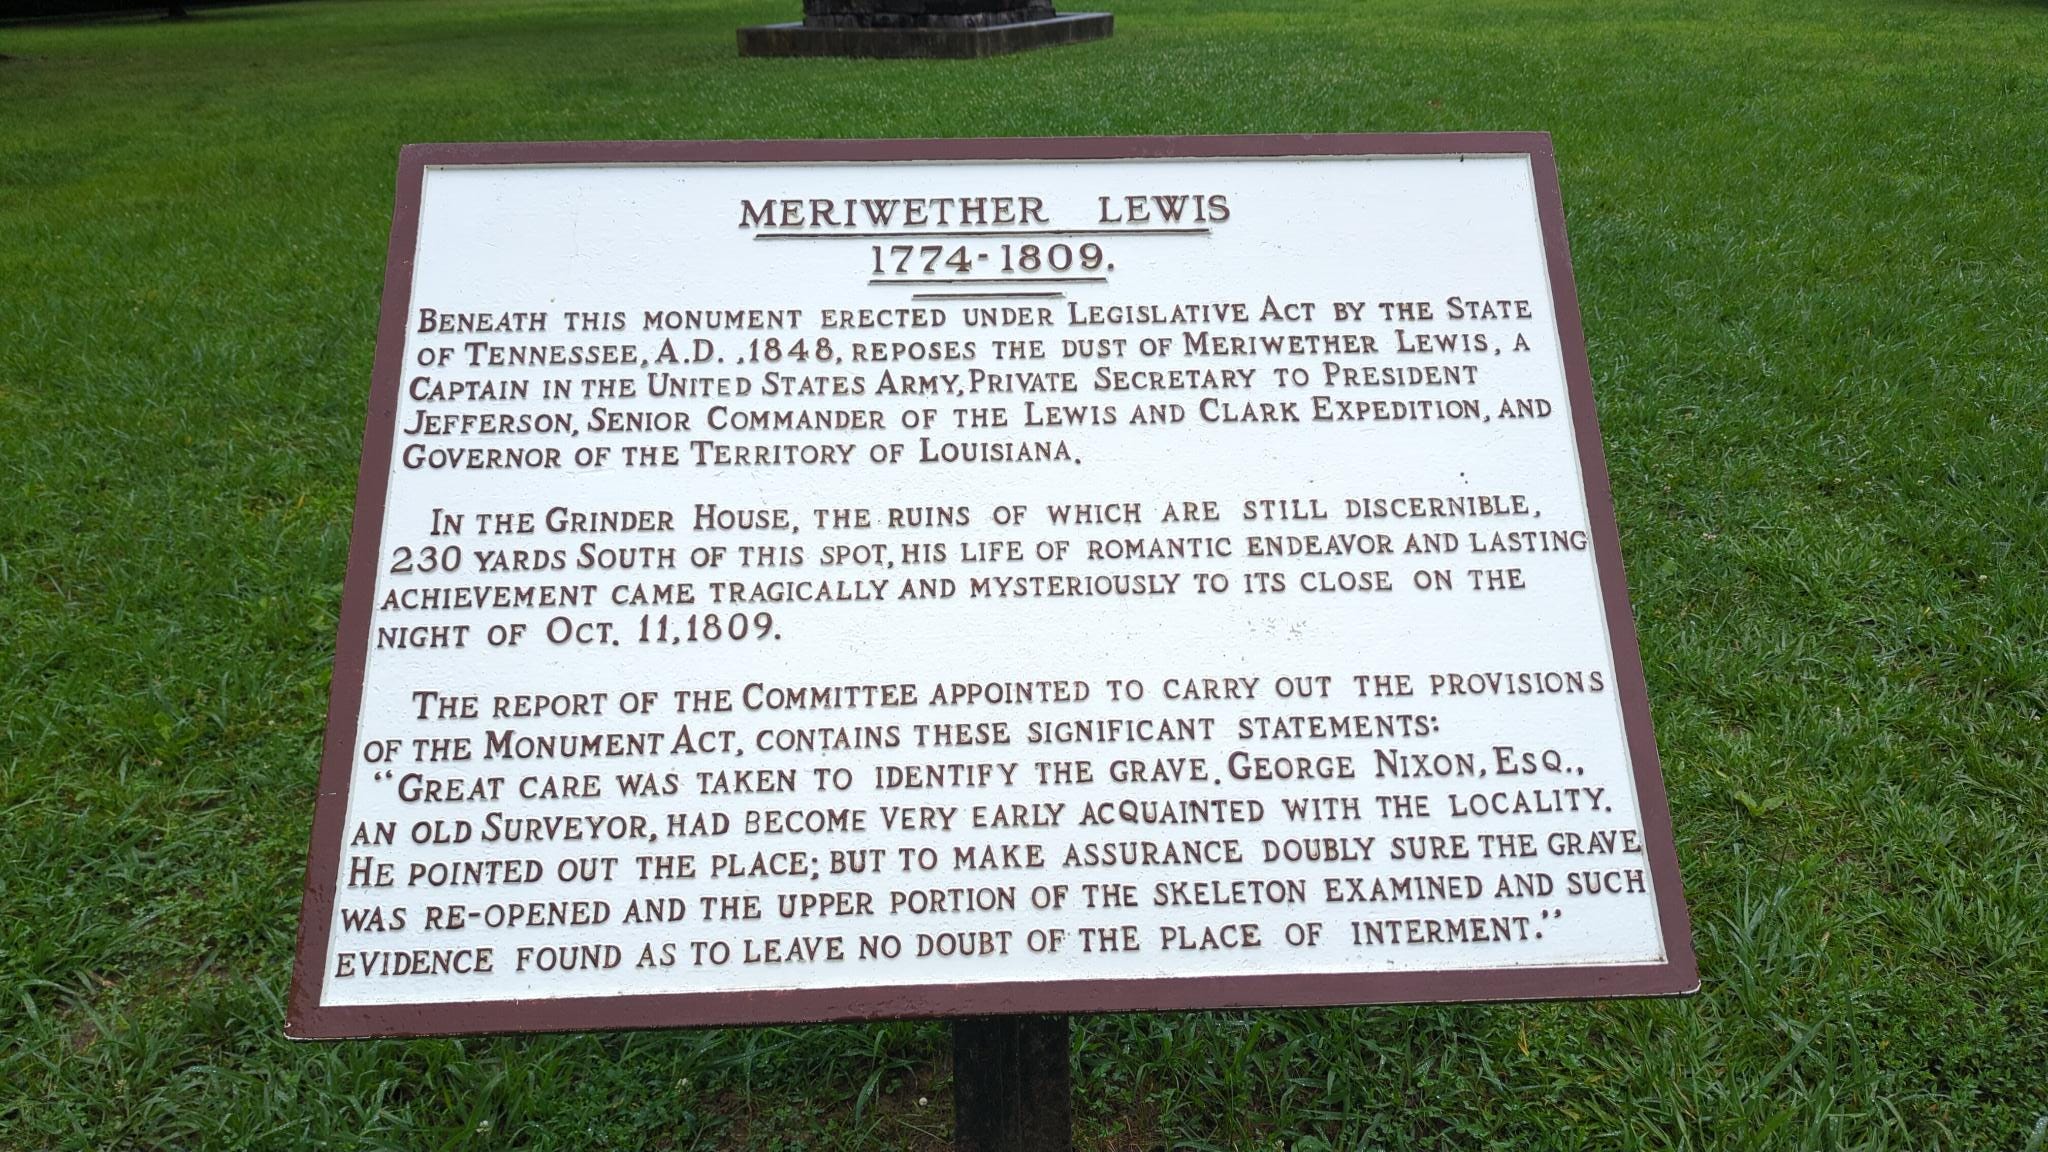 MERIWETHER LEWIS
1774-1809.
BENEATH THIS MONUMENT ERECTED UNDER LEGISLATIVE ACT BY THE STATE
OF TENNESSEE, A.D. ,1848, REPOSES THE DUST OF MERIWETHER LEWIS, A
CAPTAIN IN THE UNITED STATES ARMY, PRIVATE SECRETARY TO PRESIDENT
JEFFERSON, SENIOR COMMANDER OF THE LEWIS AND CLARK EXPEDITION, AND
GOVERNOR OF THE TERRITORY OF LOUISIANA.
IN THE GRINDER HOUSE, THE RUINS OF WHICH ARE STILL DISCERNIBLE,
230 YARDS SOUTH OF THIS SPOT, HIS LIFE OF ROMANTIC ENDEAVOR AND LASTING
ACHIEVEMENT CAME TRAGICALLY AND MYSTERIOUSLY TO ITS CLOSE ON THE
NIGHT OF OCT. 11, 1809.
THE REPORT OF THE COMMITTEE APPOINTED TO CARRY OUT THE PROVISIONS
OF THE MONUMENT ACT, CONTAINS THESE SIGNIFICANT STATEMENTS:
"GREAT CARE WAS TAKEN TO IDENTIFY THE GRAVE. GEORGE NIXON, ESQ.,
AN OLD SURVEYOR, HAD BECOME VERY EARLY ACQUAINTED WITH THE LOCALITY.
HE POINTED OUT THE PLACE; BUT TO MAKE ASSURANCE DOUBLY SURE THE GRAVE
WAS RE-OPENED AND THE UPPER PORTION OF THE SKELETON EXAMINED AND SUCH
EVIDENCE FOUND AS TO LEAVE NO DOUBT OF THE PLACE OF INTERMENT."